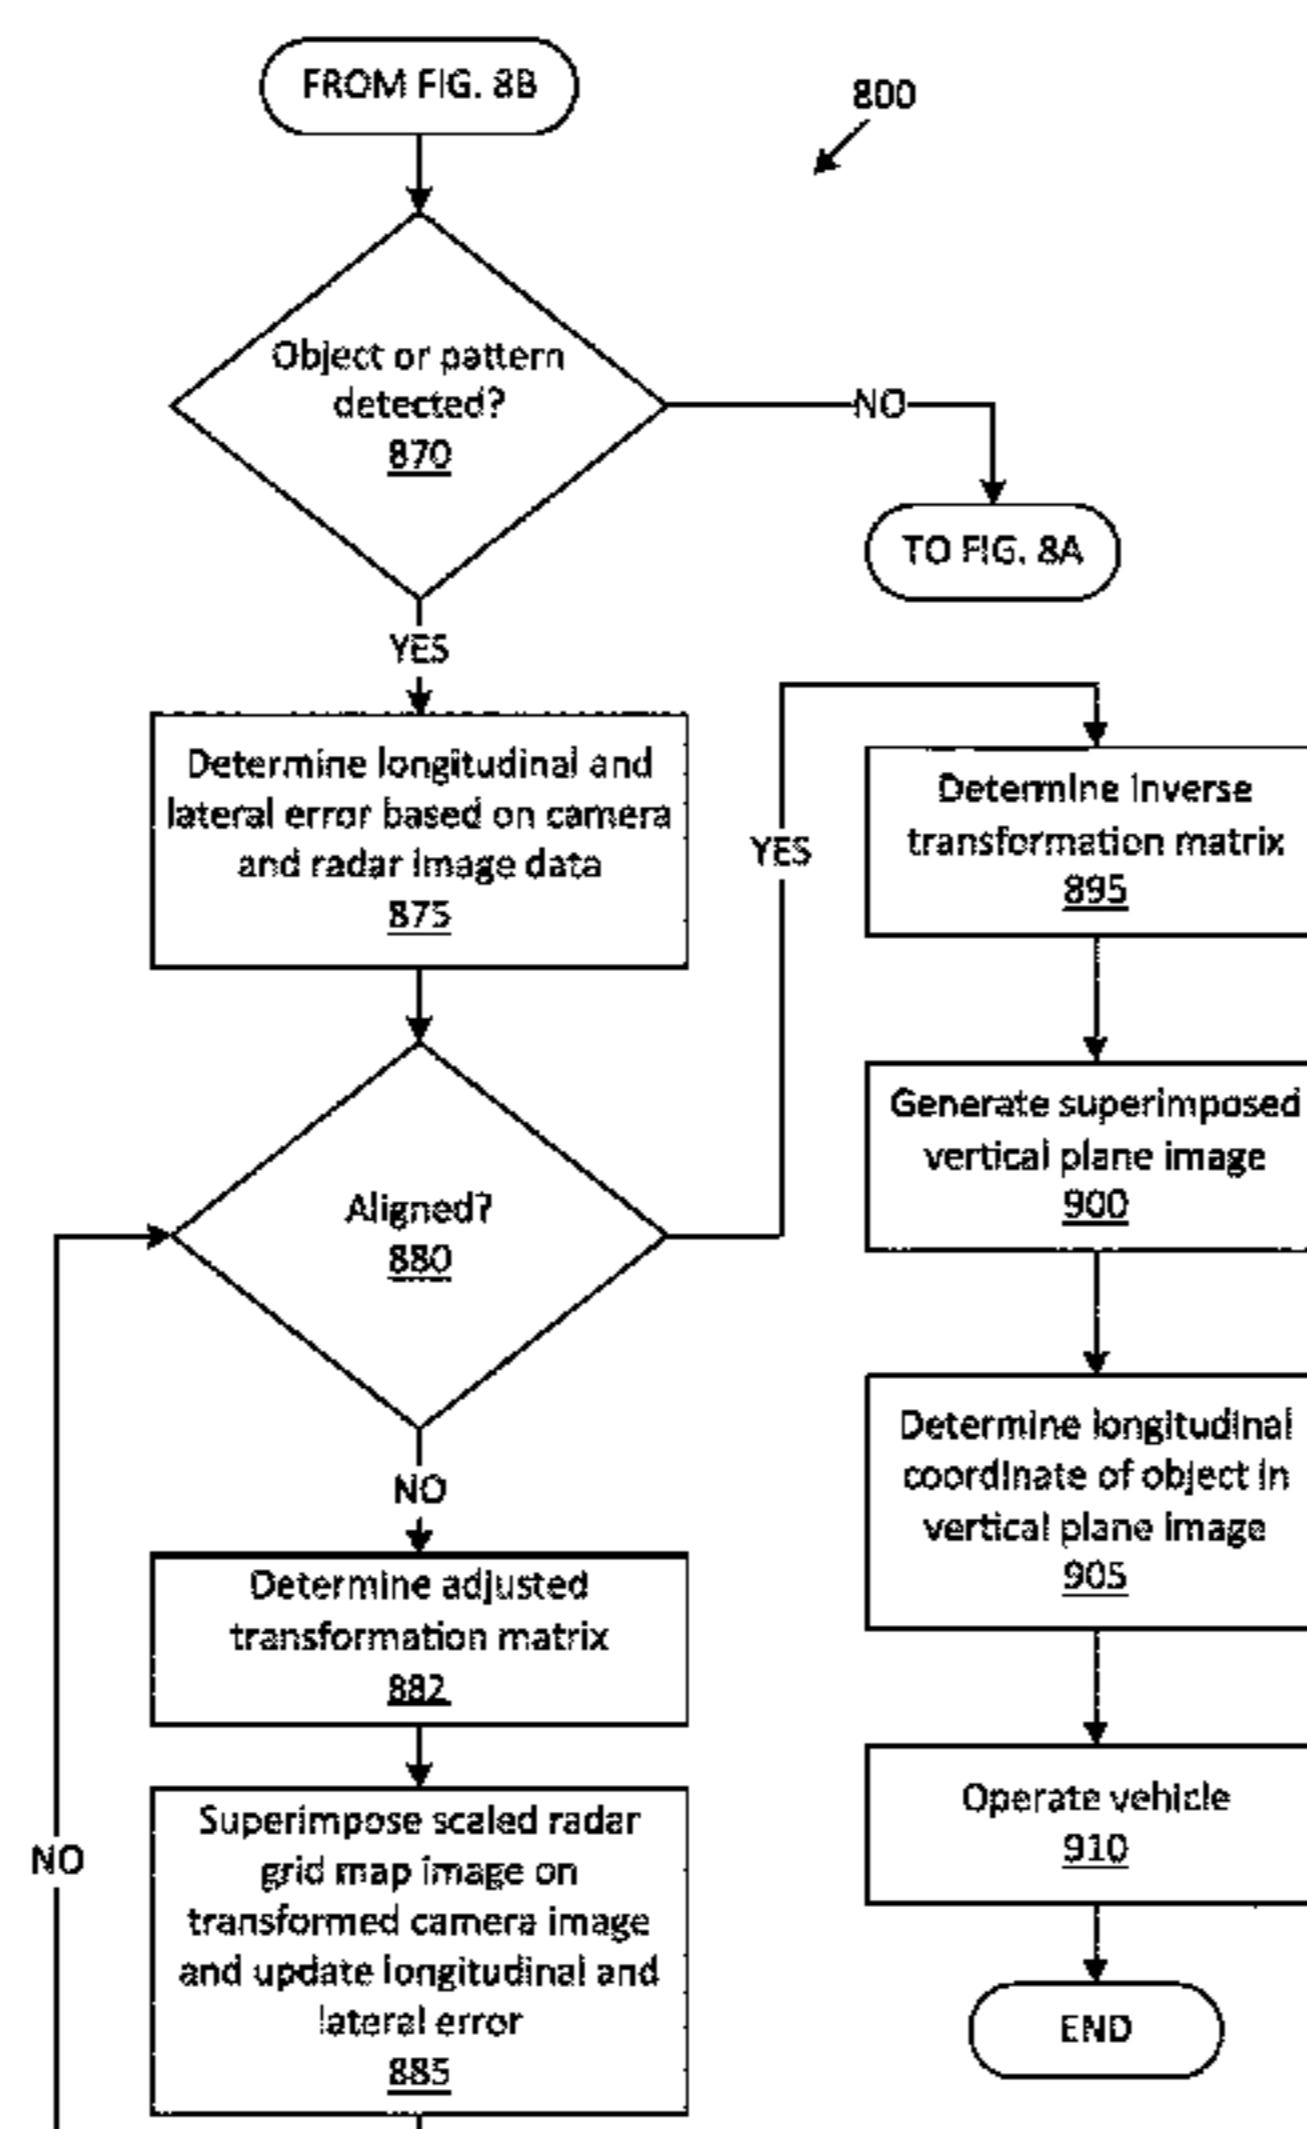 FROM FIG. 8B
800
Object or pattern
detected?
870
NO
TO FIG. 8A
YES
Determine longitudinal and
lateral error based on camera
and radar image data
875
Aligned?
880
YES
NO
Determine adjusted
transformation matrix
882
Superimpose scaled radar
grid map image on
transformed camera image
and update longitudinal and
lateral error
885
NO
Determine inverse
transformation matrix
895
Generate superimposed
vertical plane image
900
Determine longitudinal
coordinate of object in
vertical plane image
905
Operate vehicle
910
END